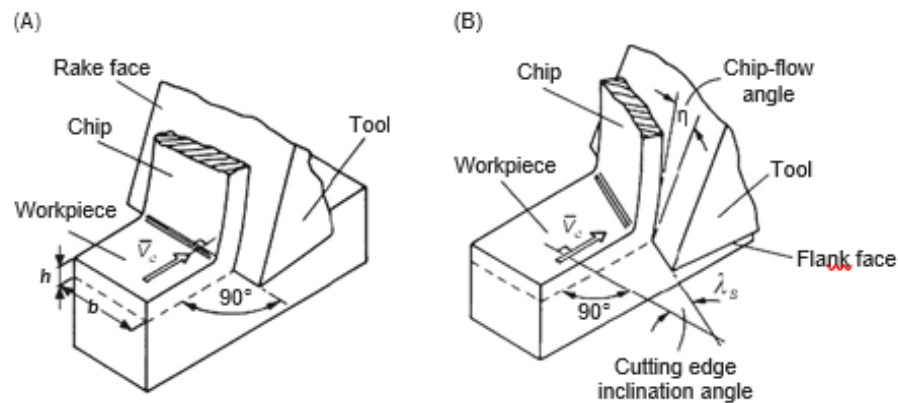 (A)
Rake face
Chip
Tool
Workpiece
v̄c
h
b
90°
(B)
Chip
Chip-flow
angle
η
Workpiece
Tool
v̄c
Flank face
90°
λs
Cutting edge
inclination angle